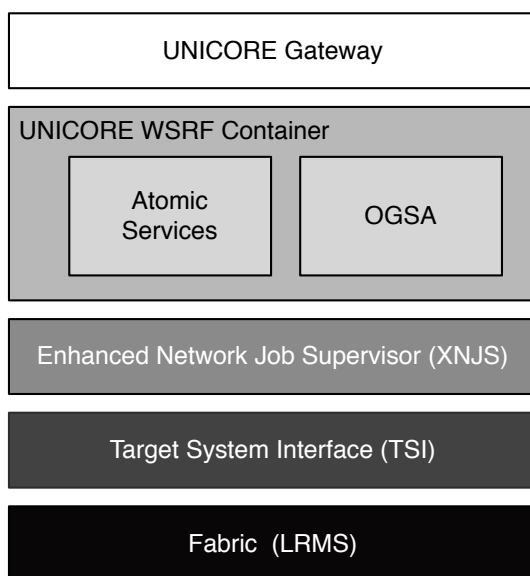 UNICORE Gateway
UNICORE WSRF Container
Atomic
Services
OGSA
Enhanced Network Job Supervisor (XNJS)
Target System Interface (TSI)
Fabric (LRMS)